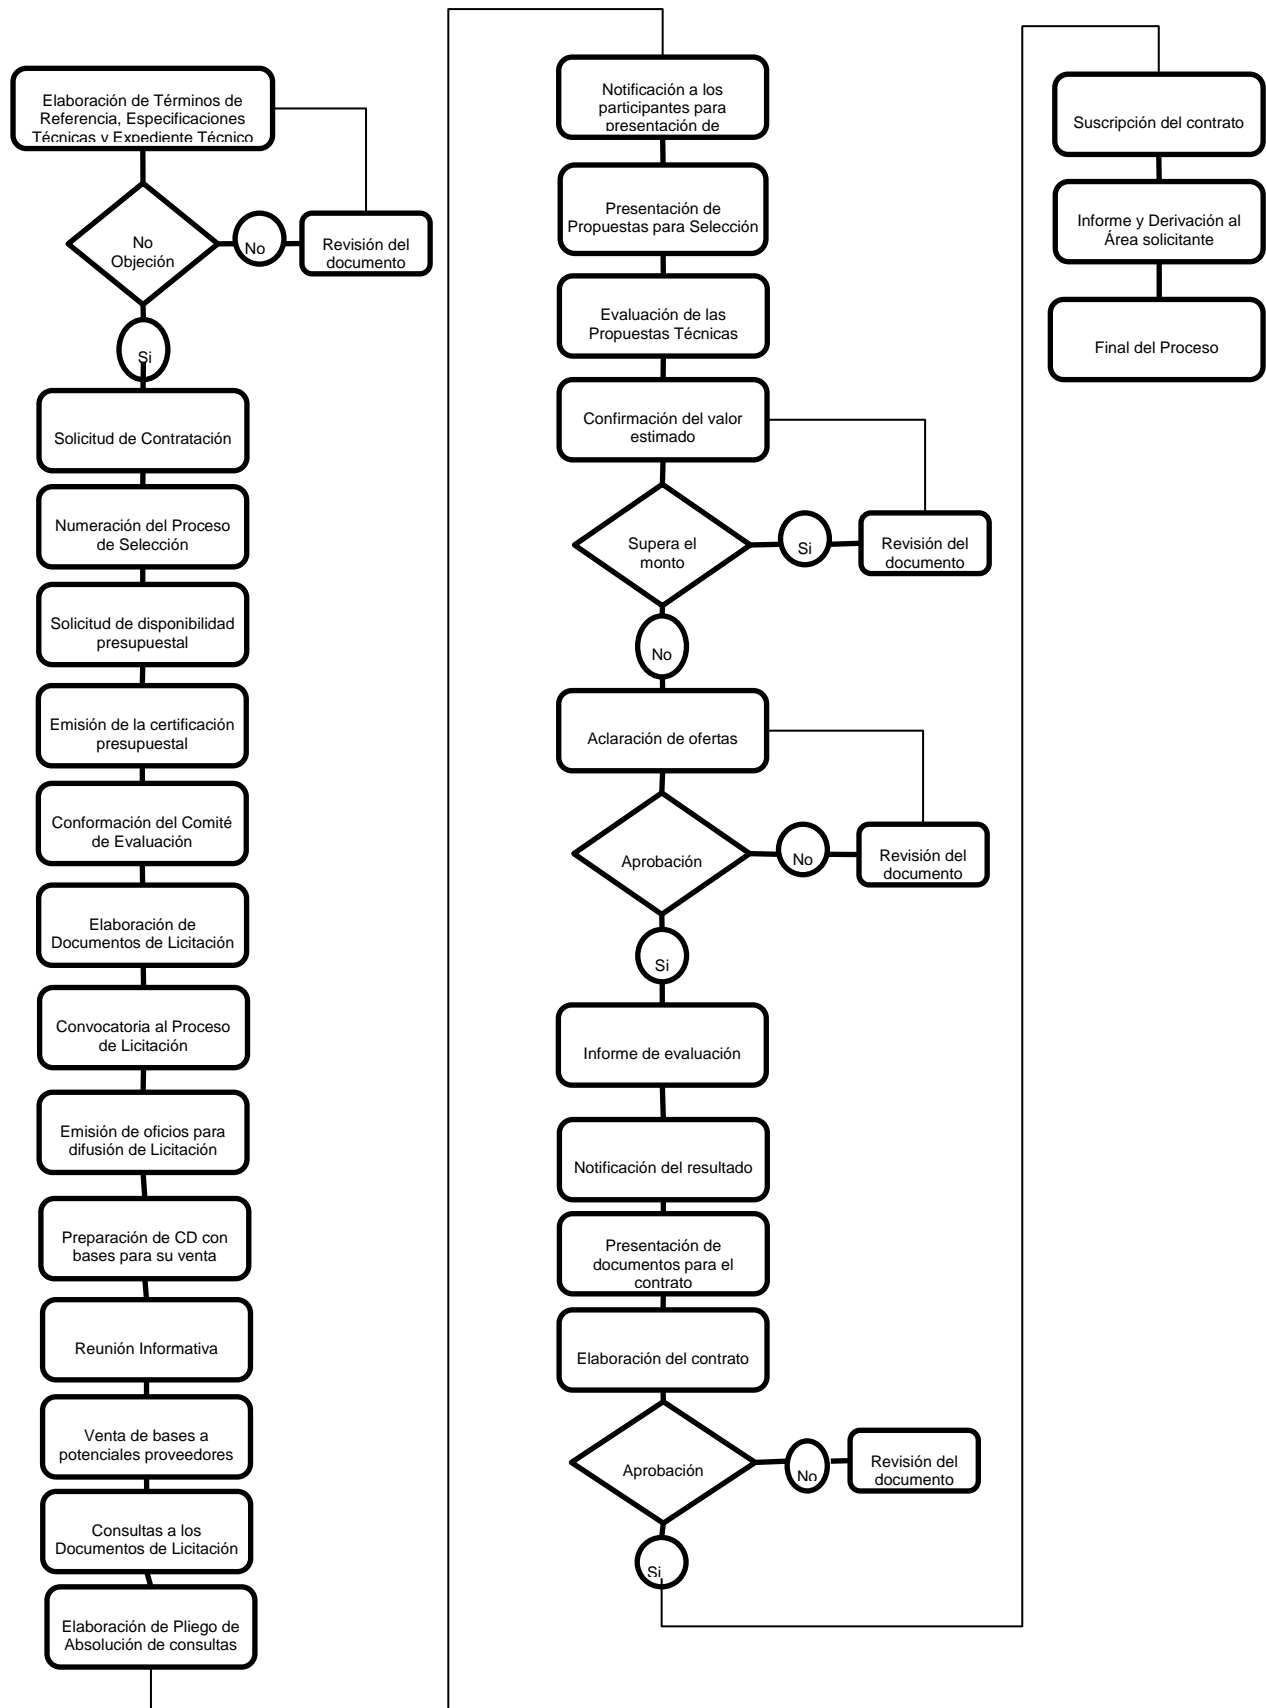 Elaboración de Términos de
Referencia, Especificaciones
Técnicas y Expediente Técnico
No
Objeción
No
Revisión del
documento
Si
Solicitud de Contratación
Numeración del Proceso
de Selección
Solicitud de disponibilidad
presupuestal
Emisión de la certificación
presupuestal
Conformación del Comité
de Evaluación
Elaboración de
Documentos de Licitación
Convocatoria al Proceso
de Licitación
Emisión de oficios para
difusión de Licitación
Preparación de CD con
bases para su venta
Reunión Informativa
Venta de bases a
potenciales proveedores
Consultas a los
Documentos de Licitación
Elaboración de Pliego de
Absolución de consultas
Notificación a los
participantes para
presentación de
Presentación de
Propuestas para Selección
Evaluación de las
Propuestas Técnicas
Confirmación del valor
estimado
Supera el
monto
Si
Revisión del
documento
No
Aclaración de ofertas
Aprobación
No
Revisión del
documento
Si
Informe de evaluación
Notificación del resultado
Presentación de
documentos para el
contrato
Elaboración del contrato
Aprobación
No
Revisión del
documento
Si
Suscripción del contrato
Informe y Derivación al
Área solicitante
Final del Proceso